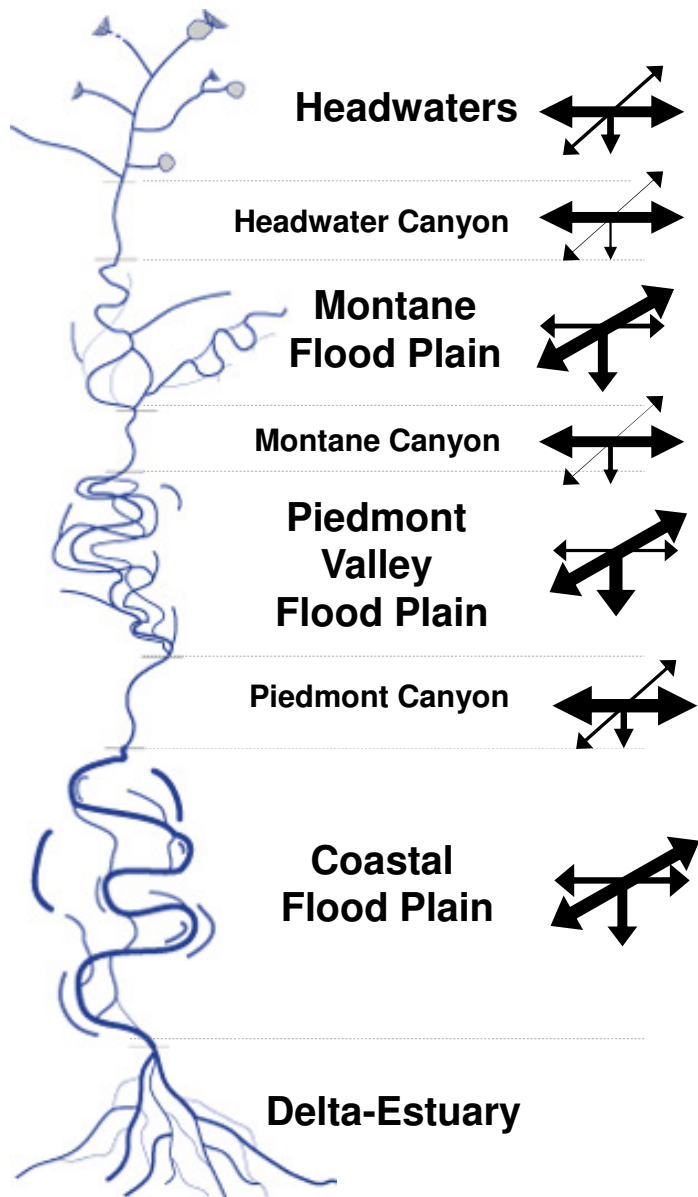 Headwaters
Headwater Canyon
Montane
Flood Plain
Montane Canyon
Piedmont
Valley
Flood Plain
Piedmont Canyon
Coastal
Flood Plain
Delta-Estuary